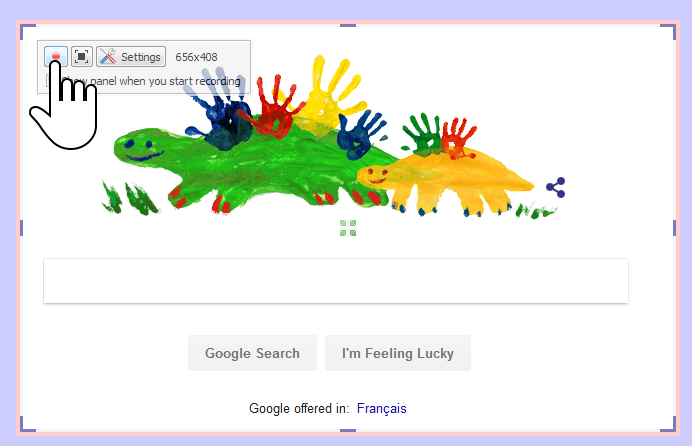 Settings 656x408
Show panel when you start recording
Google Search I'm Feeling Lucky
Google offered in: Français